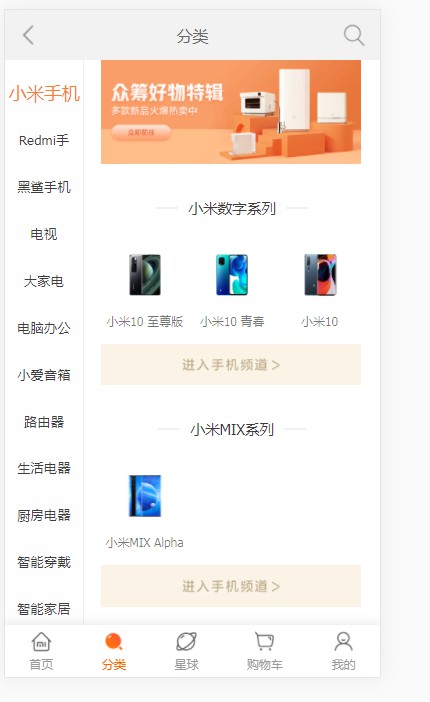 分类
小米手机
Redmi手
黑鲨手机
电视
大家电
电脑办公
小爱音箱
路由器
生活电器
厨房电器
智能穿戴
智能家居
众筹好物特辑
多款新品火爆热卖中
立即前往
小米数字系列
小米10 至尊版
小米10 青春
小米10
进入手机频道 >
小米MIX系列
小米MIX Alpha
进入手机频道 >
首页
分类
星球
购物车
我的